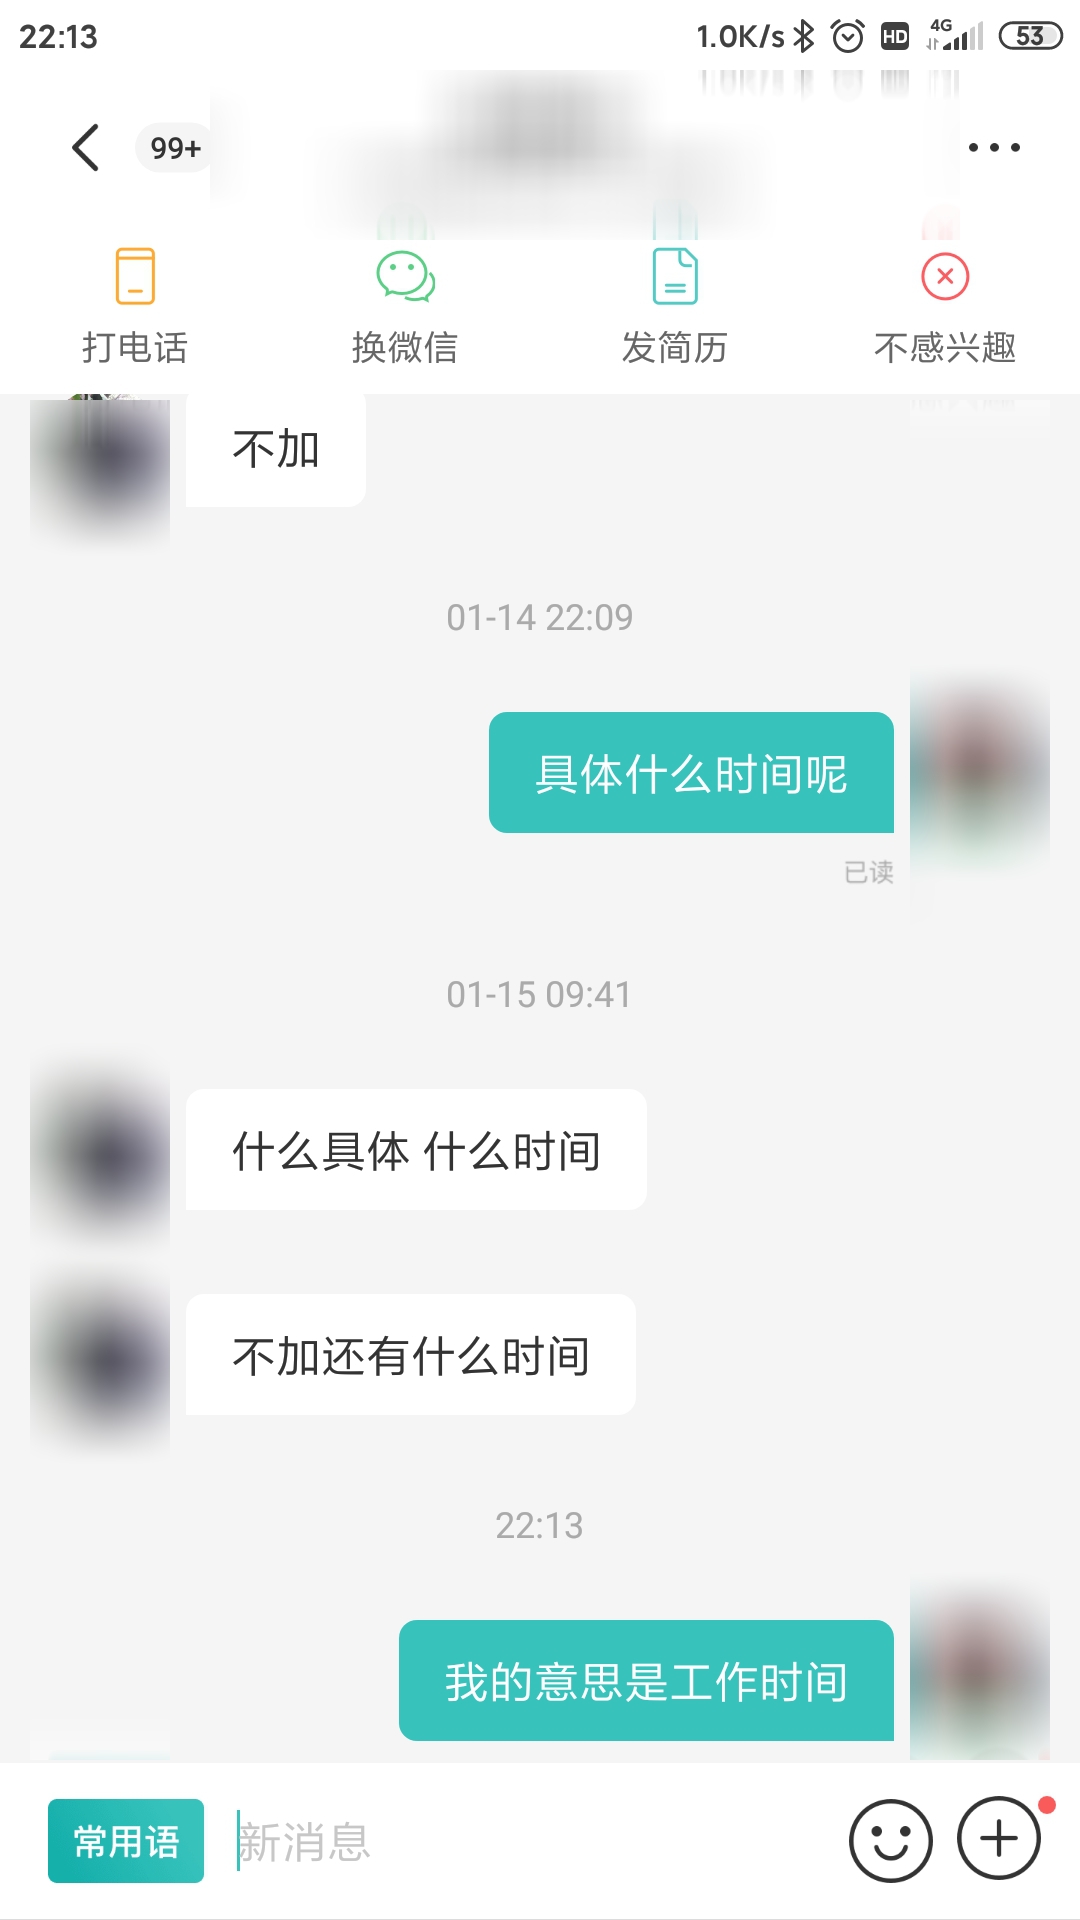 22:13 1.0K/s HD 4G 53
99+
打电话 换微信 发简历 不感兴趣
不加
01-14 22:09
具体什么时间呢
已读
01-15 09:41
什么具体 什么时间
不加还有什么时间
22:13
我的意思是工作时间
常用语 新消息